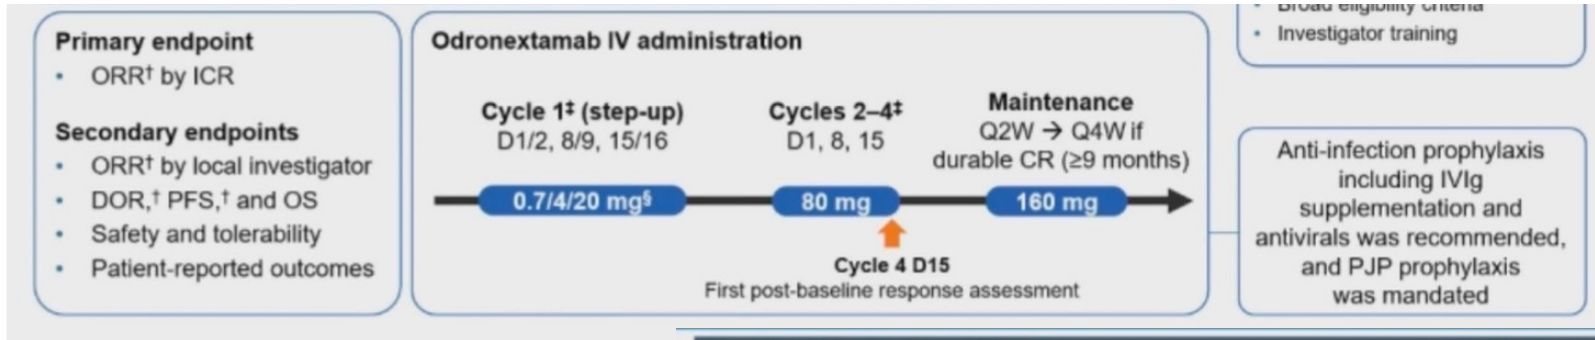 Primary endpoint
• ORR† by ICR
Secondary endpoints
• ORR† by local investigator
• DOR,† PFS,† and OS
• Safety and tolerability
• Patient-reported outcomes
Odronextamab IV administration
Cycle 1‡ (step-up)
D1/2, 8/9, 15/16
0.7/4/20 mg§
Cycles 2–4‡
D1, 8, 15
80 mg
Maintenance
Q2W → Q4W if
durable CR (≥9 months)
160 mg
Cycle 4 D15
First post-baseline response assessment
• Broad eligibility criteria
• Investigator training
Anti-infection prophylaxis
including IVIg
supplementation and
antivirals was recommended,
and PJP prophylaxis
was mandated